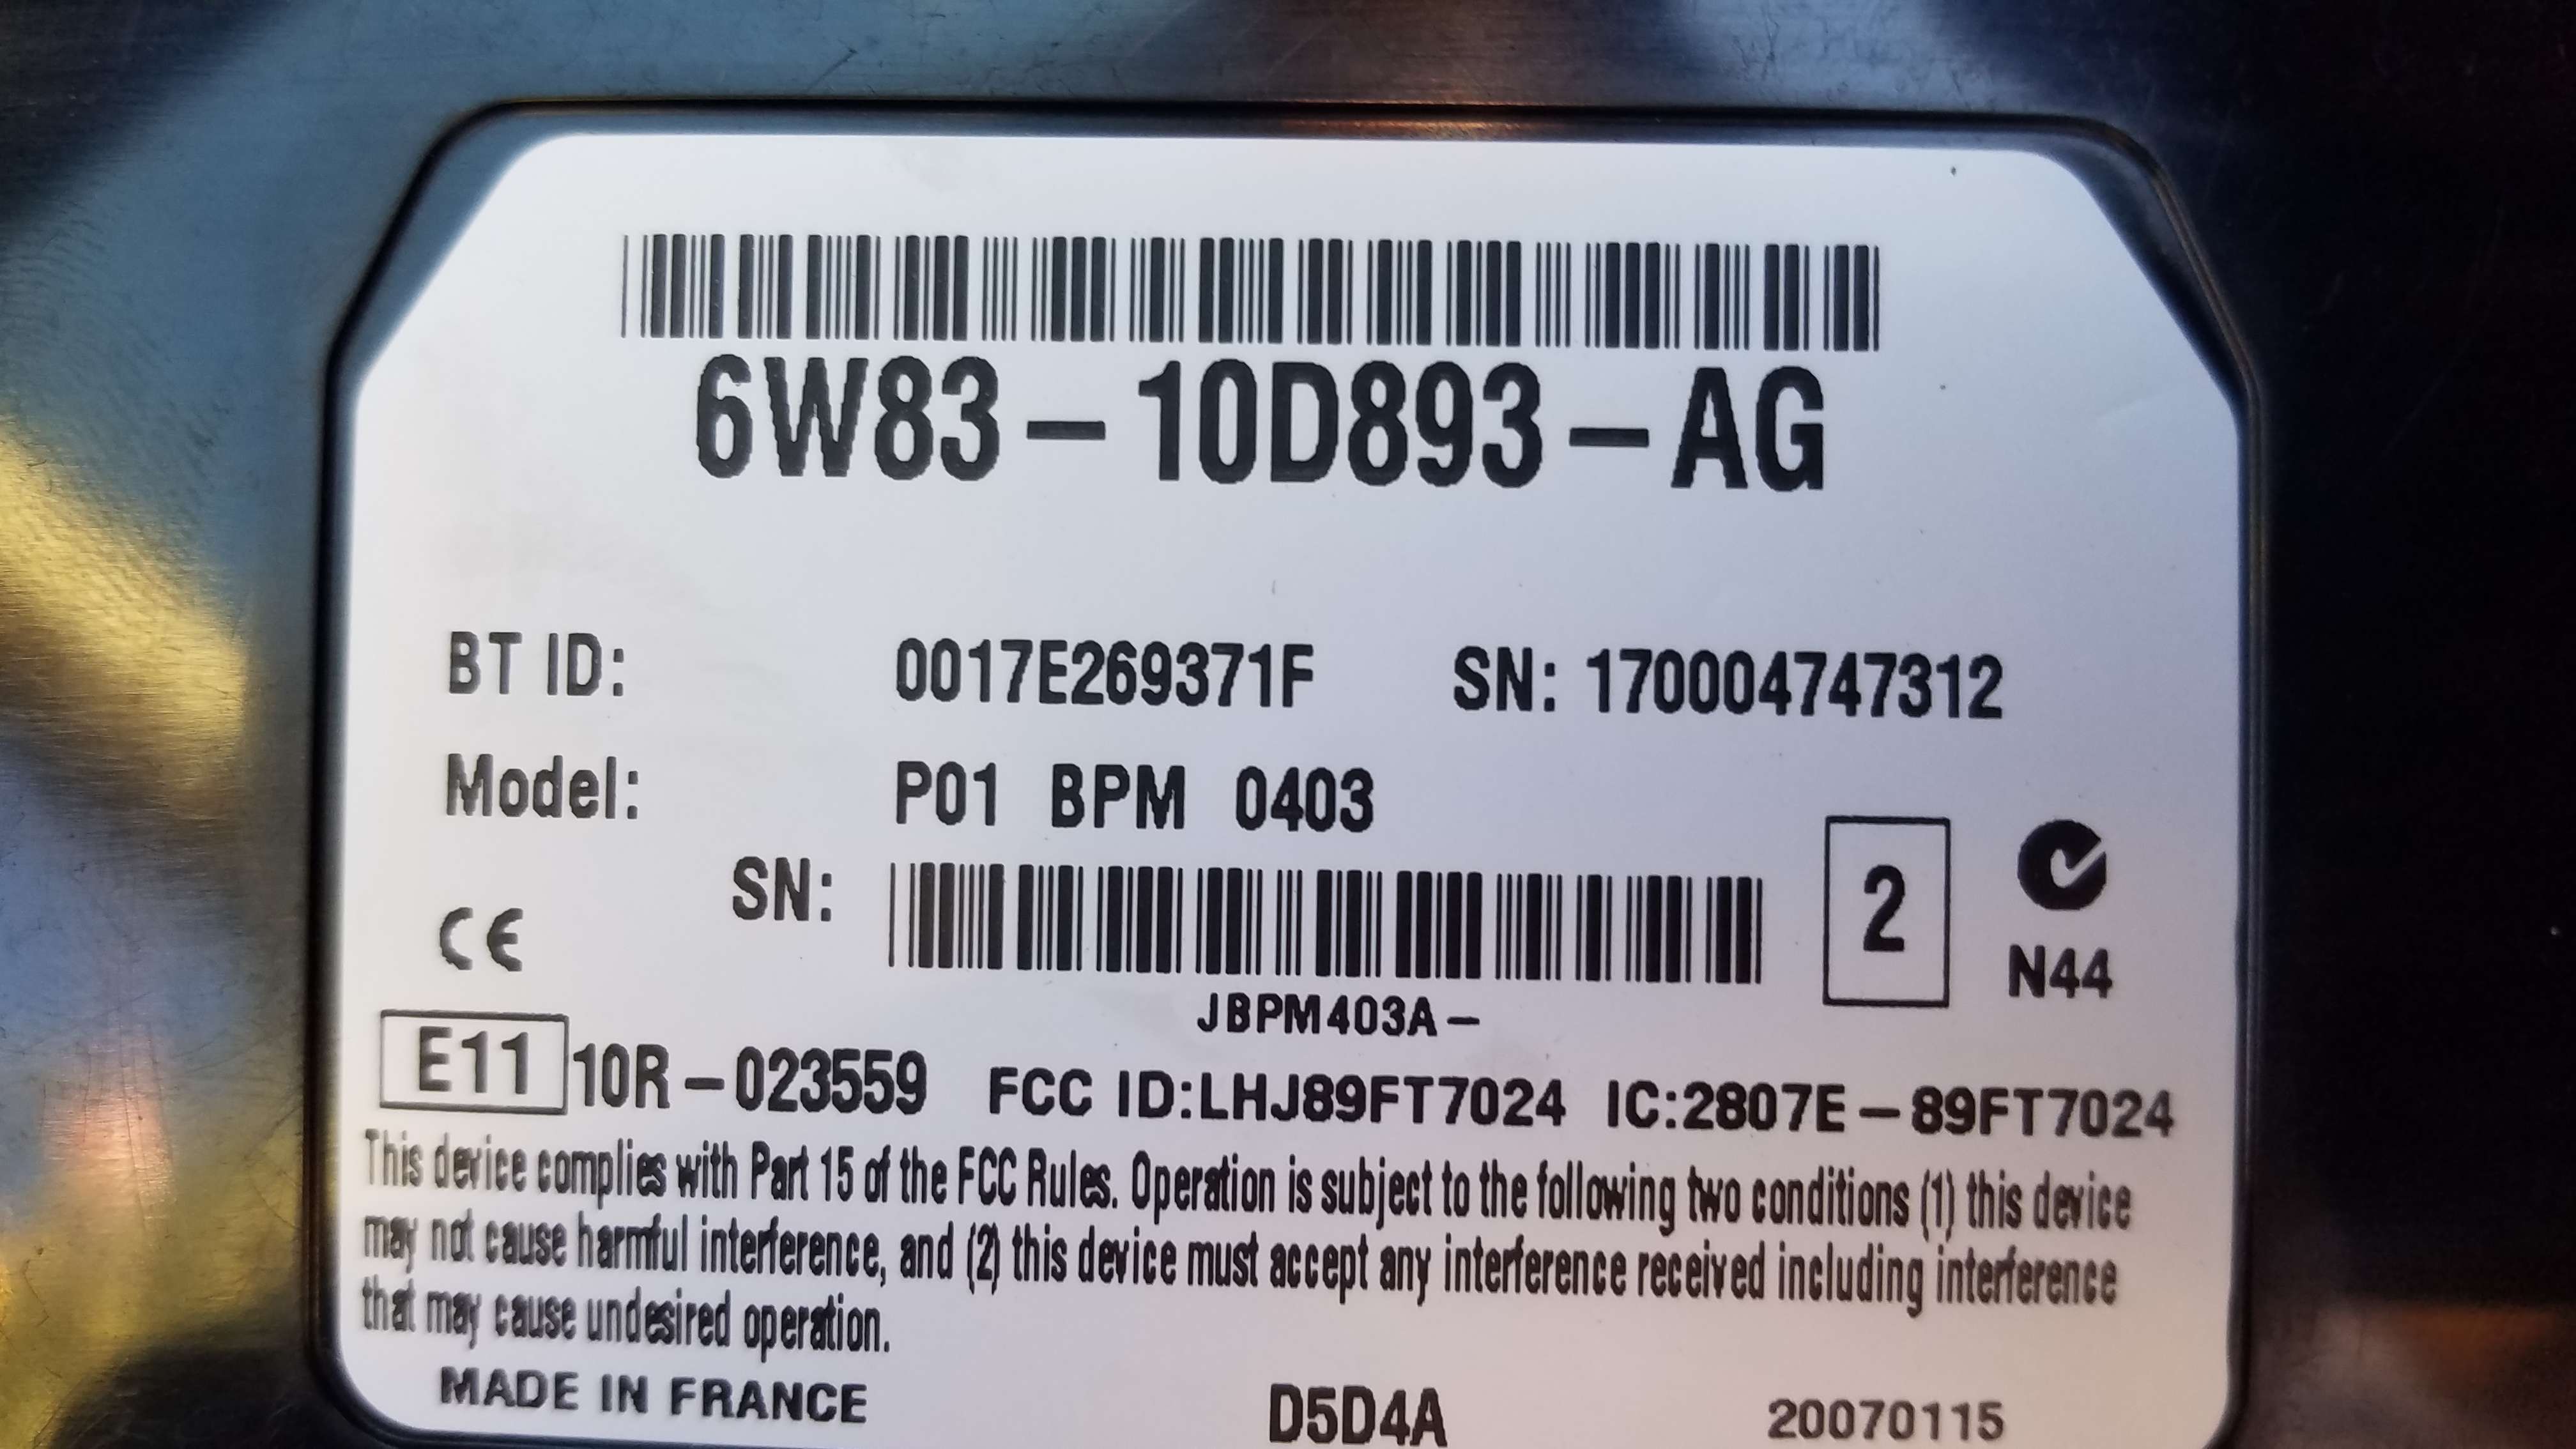 6W83-10D893-AG
BT ID: 0017E269371F SN: 170004747312
Model: P01 BPM 0403
SN:
CE
2
N44
JBPM403A-
E11 10R-023559 FCC ID:LHJ89FT7024 IC:2807E-89FT7024
This device complies with Part 15 of the FCC Rules. Operation is subject to the following two conditions (1) this device
may not cause harmful interference, and (2) this device must accept any interference received including interference
that may cause undesired operation.
MADE IN FRANCE D5D4A 20070115